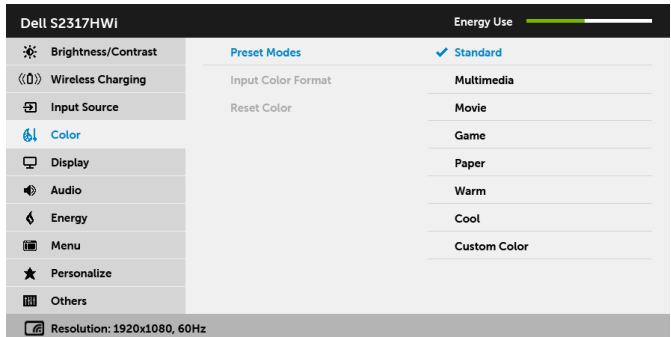 Dell S2317HWi Energy Use
Brightness/Contrast Preset Modes Standard
Wireless Charging Input Color Format Multimedia
Input Source Reset Color Movie
Color Game
Display Paper
Audio Warm
Energy Cool
Menu Custom Color
Personalize
Others
Resolution: 1920x1080, 60Hz